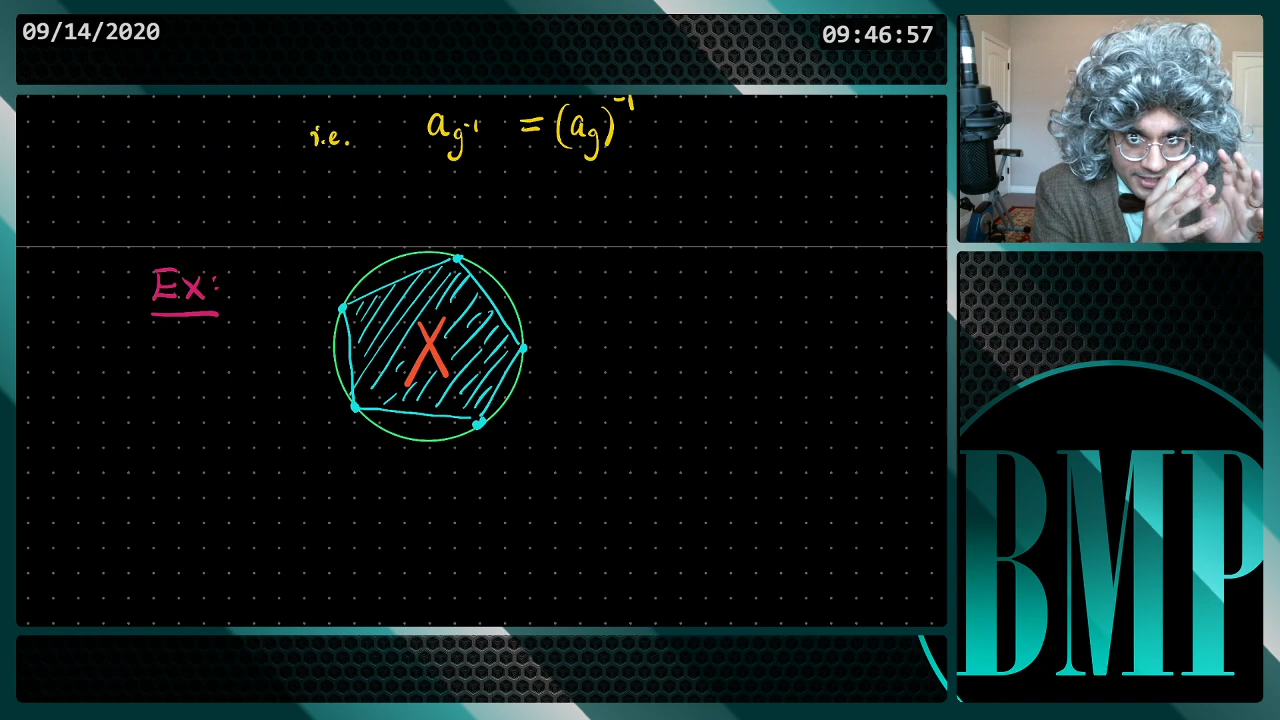 09/14/2020
09:46:57
i.e. a_{g^{-1}} = (a_g)^{-1}
Ex:
X
BMP